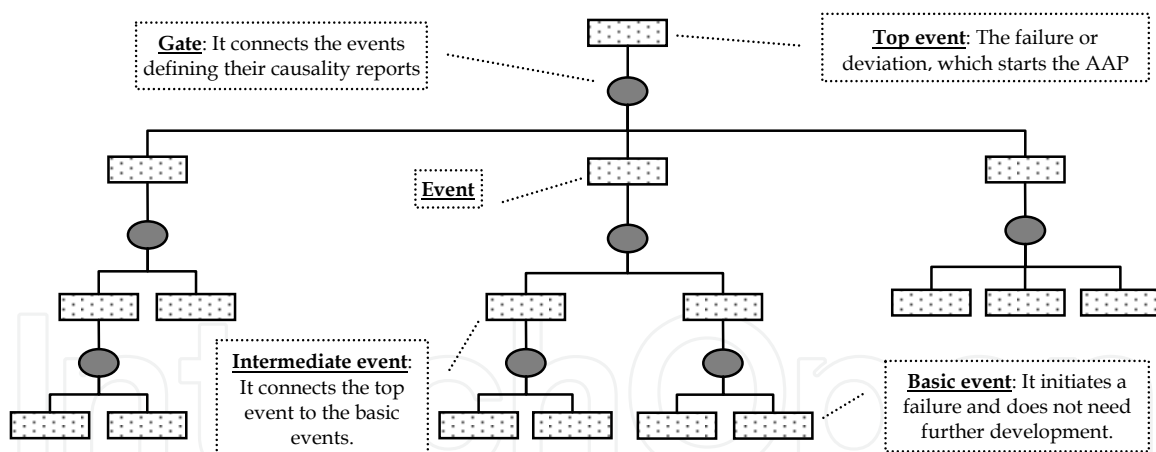 Gate: It connects the events
defining their causality reports
Top event: The failure or
deviation, which starts the AAP
Event
Intermediate event:
It connects the top
event to the basic
events.
Basic event: It initiates a
failure and does not need
further development.
IntechOpen